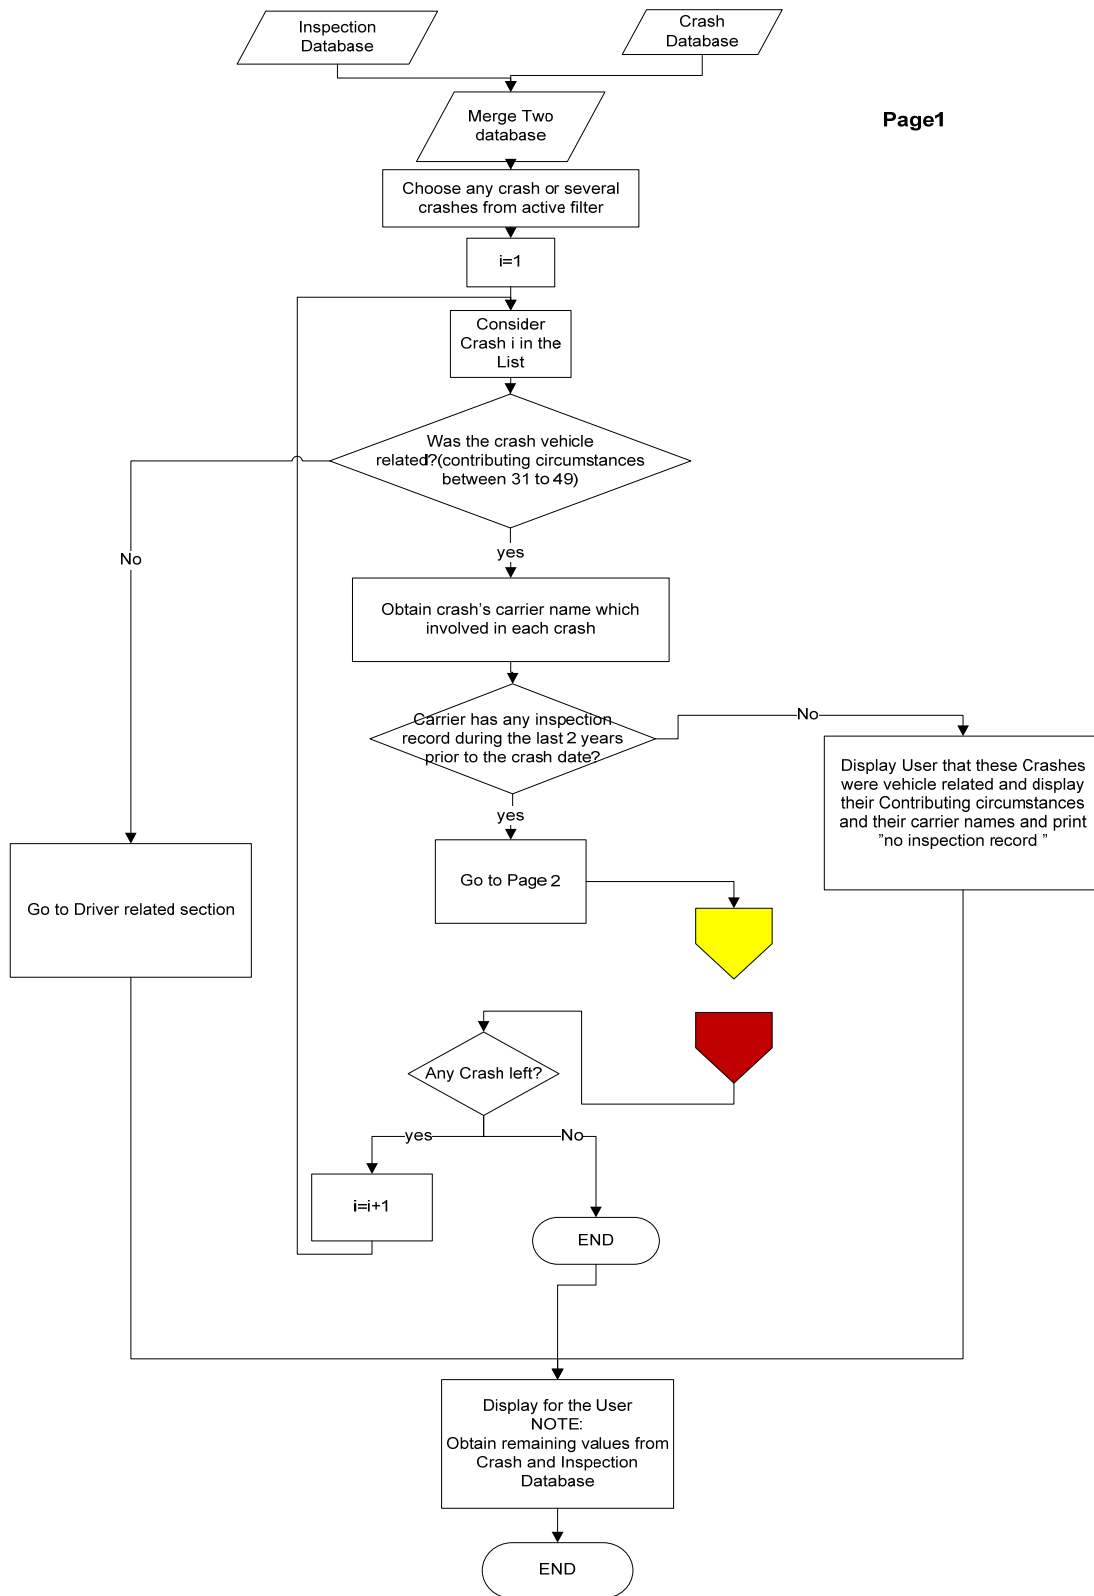 Inspection
Database
Crash
Database
Merge Two
database
Page1
Choose any crash or several
crashes from active filter
i=1
Consider
Crash i in the
List
Was the crash vehicle
related?(contributing circumstances
between 31 to 49)
No
yes
Obtain crash's carrier name which
involved in each crash
Carrier has any inspection
record during the last 2 years
prior to the crash date?
No
Display User that these Crashes
were vehicle related and display
their Contributing circumstances
and their carrier names and print
"no inspection record "
yes
Go to Page 2
Go to Driver related section
Any Crash left?
yes
No
i=i+1
END
Display for the User
NOTE:
Obtain remaining values from
Crash and Inspection
Database
END